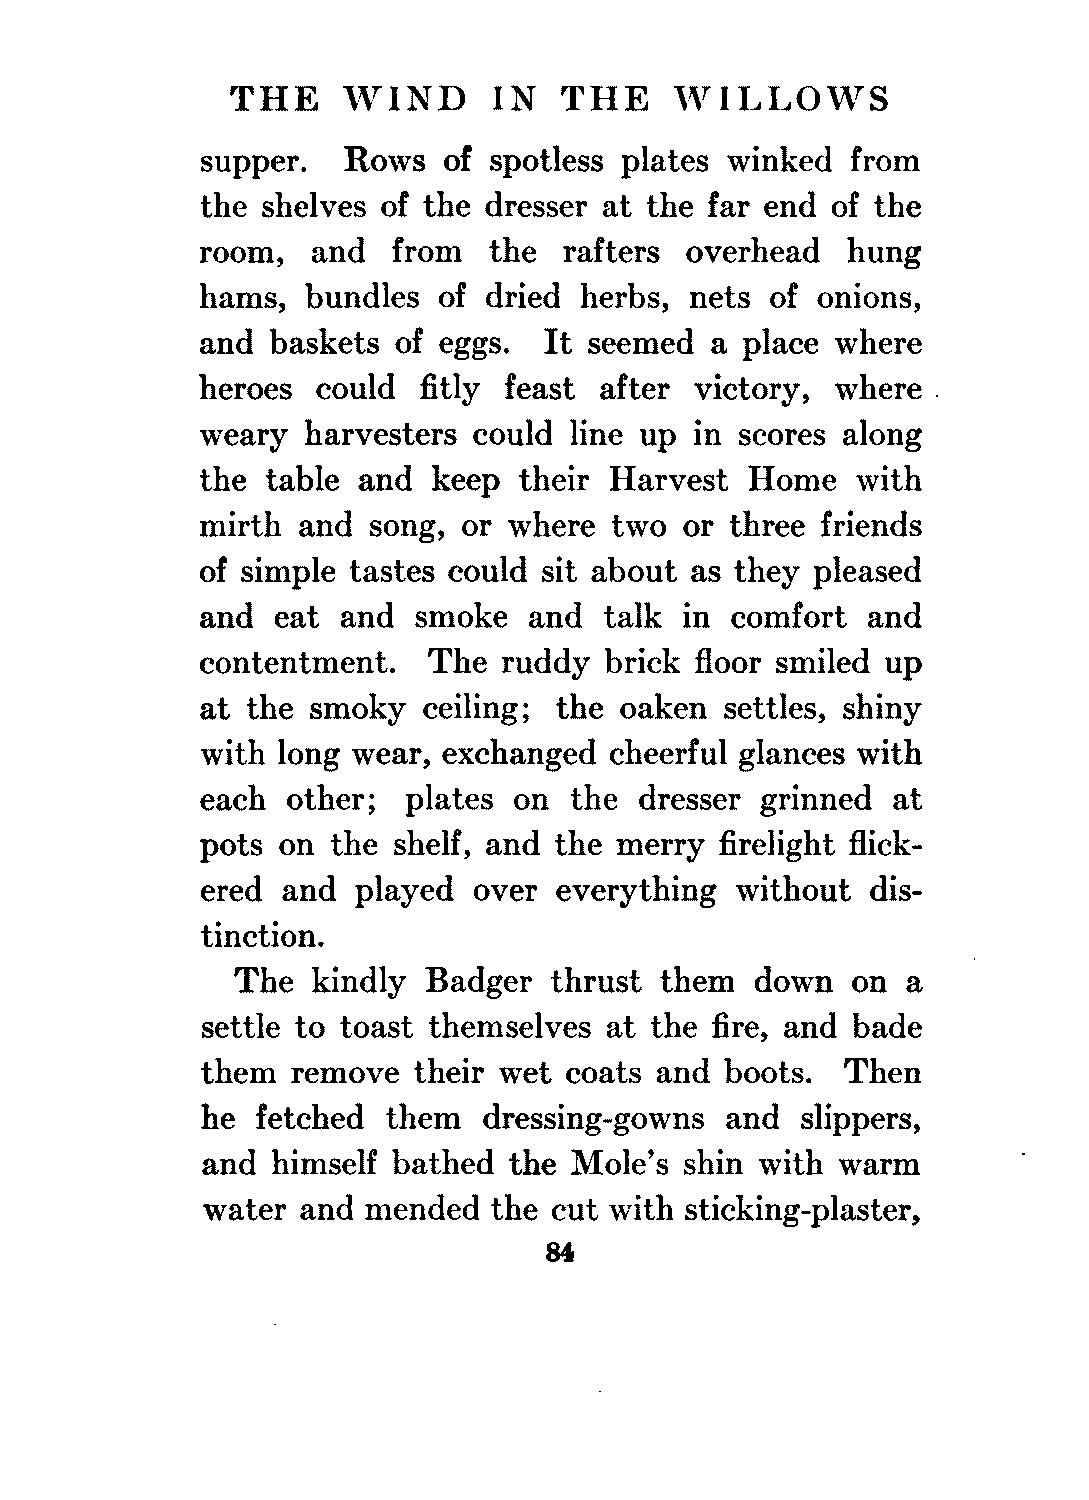 THE WIND IN THE WILLOWS
supper. Rows of spotless plates winked from
the shelves of the dresser at the far end of the
room, and from the rafters overhead hung
hams, bundles of dried herbs, nets of onions,
and baskets of eggs. It seemed a place where
heroes could fitly feast after victory, where
weary harvesters could line up in scores along
the table and keep their Harvest Home with
mirth and song, or where two or three friends
of simple tastes could sit about as they pleased
and eat and smoke and talk in comfort and
contentment. The ruddy brick floor smiled up
at the smoky ceiling; the oaken settles, shiny
with long wear, exchanged cheerful glances with
each other; plates on the dresser grinned at
pots on the shelf, and the merry firelight flick-
ered and played over everything without dis-
tinction.
The kindly Badger thrust them down on a
settle to toast themselves at the fire, and bade
them remove their wet coats and boots. Then
he fetched them dressing-gowns and slippers,
and himself bathed the Mole's shin with warm
water and mended the cut with sticking-plaster,
84